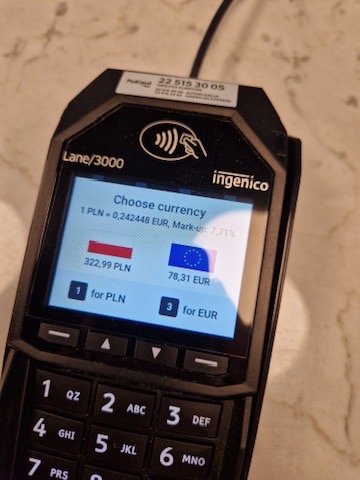 PolCard
22 515 30 05
Lane/3000
ingenico
Choose currency
1 PLN = 0,242448 EUR, Mark-up 7,71%
322,99 PLN
78,31 EUR
1 for PLN
3 for EUR
1 QZ
2 ABC
3 DEF
4 GHI
5 JKL
6 MNO
7 PRS